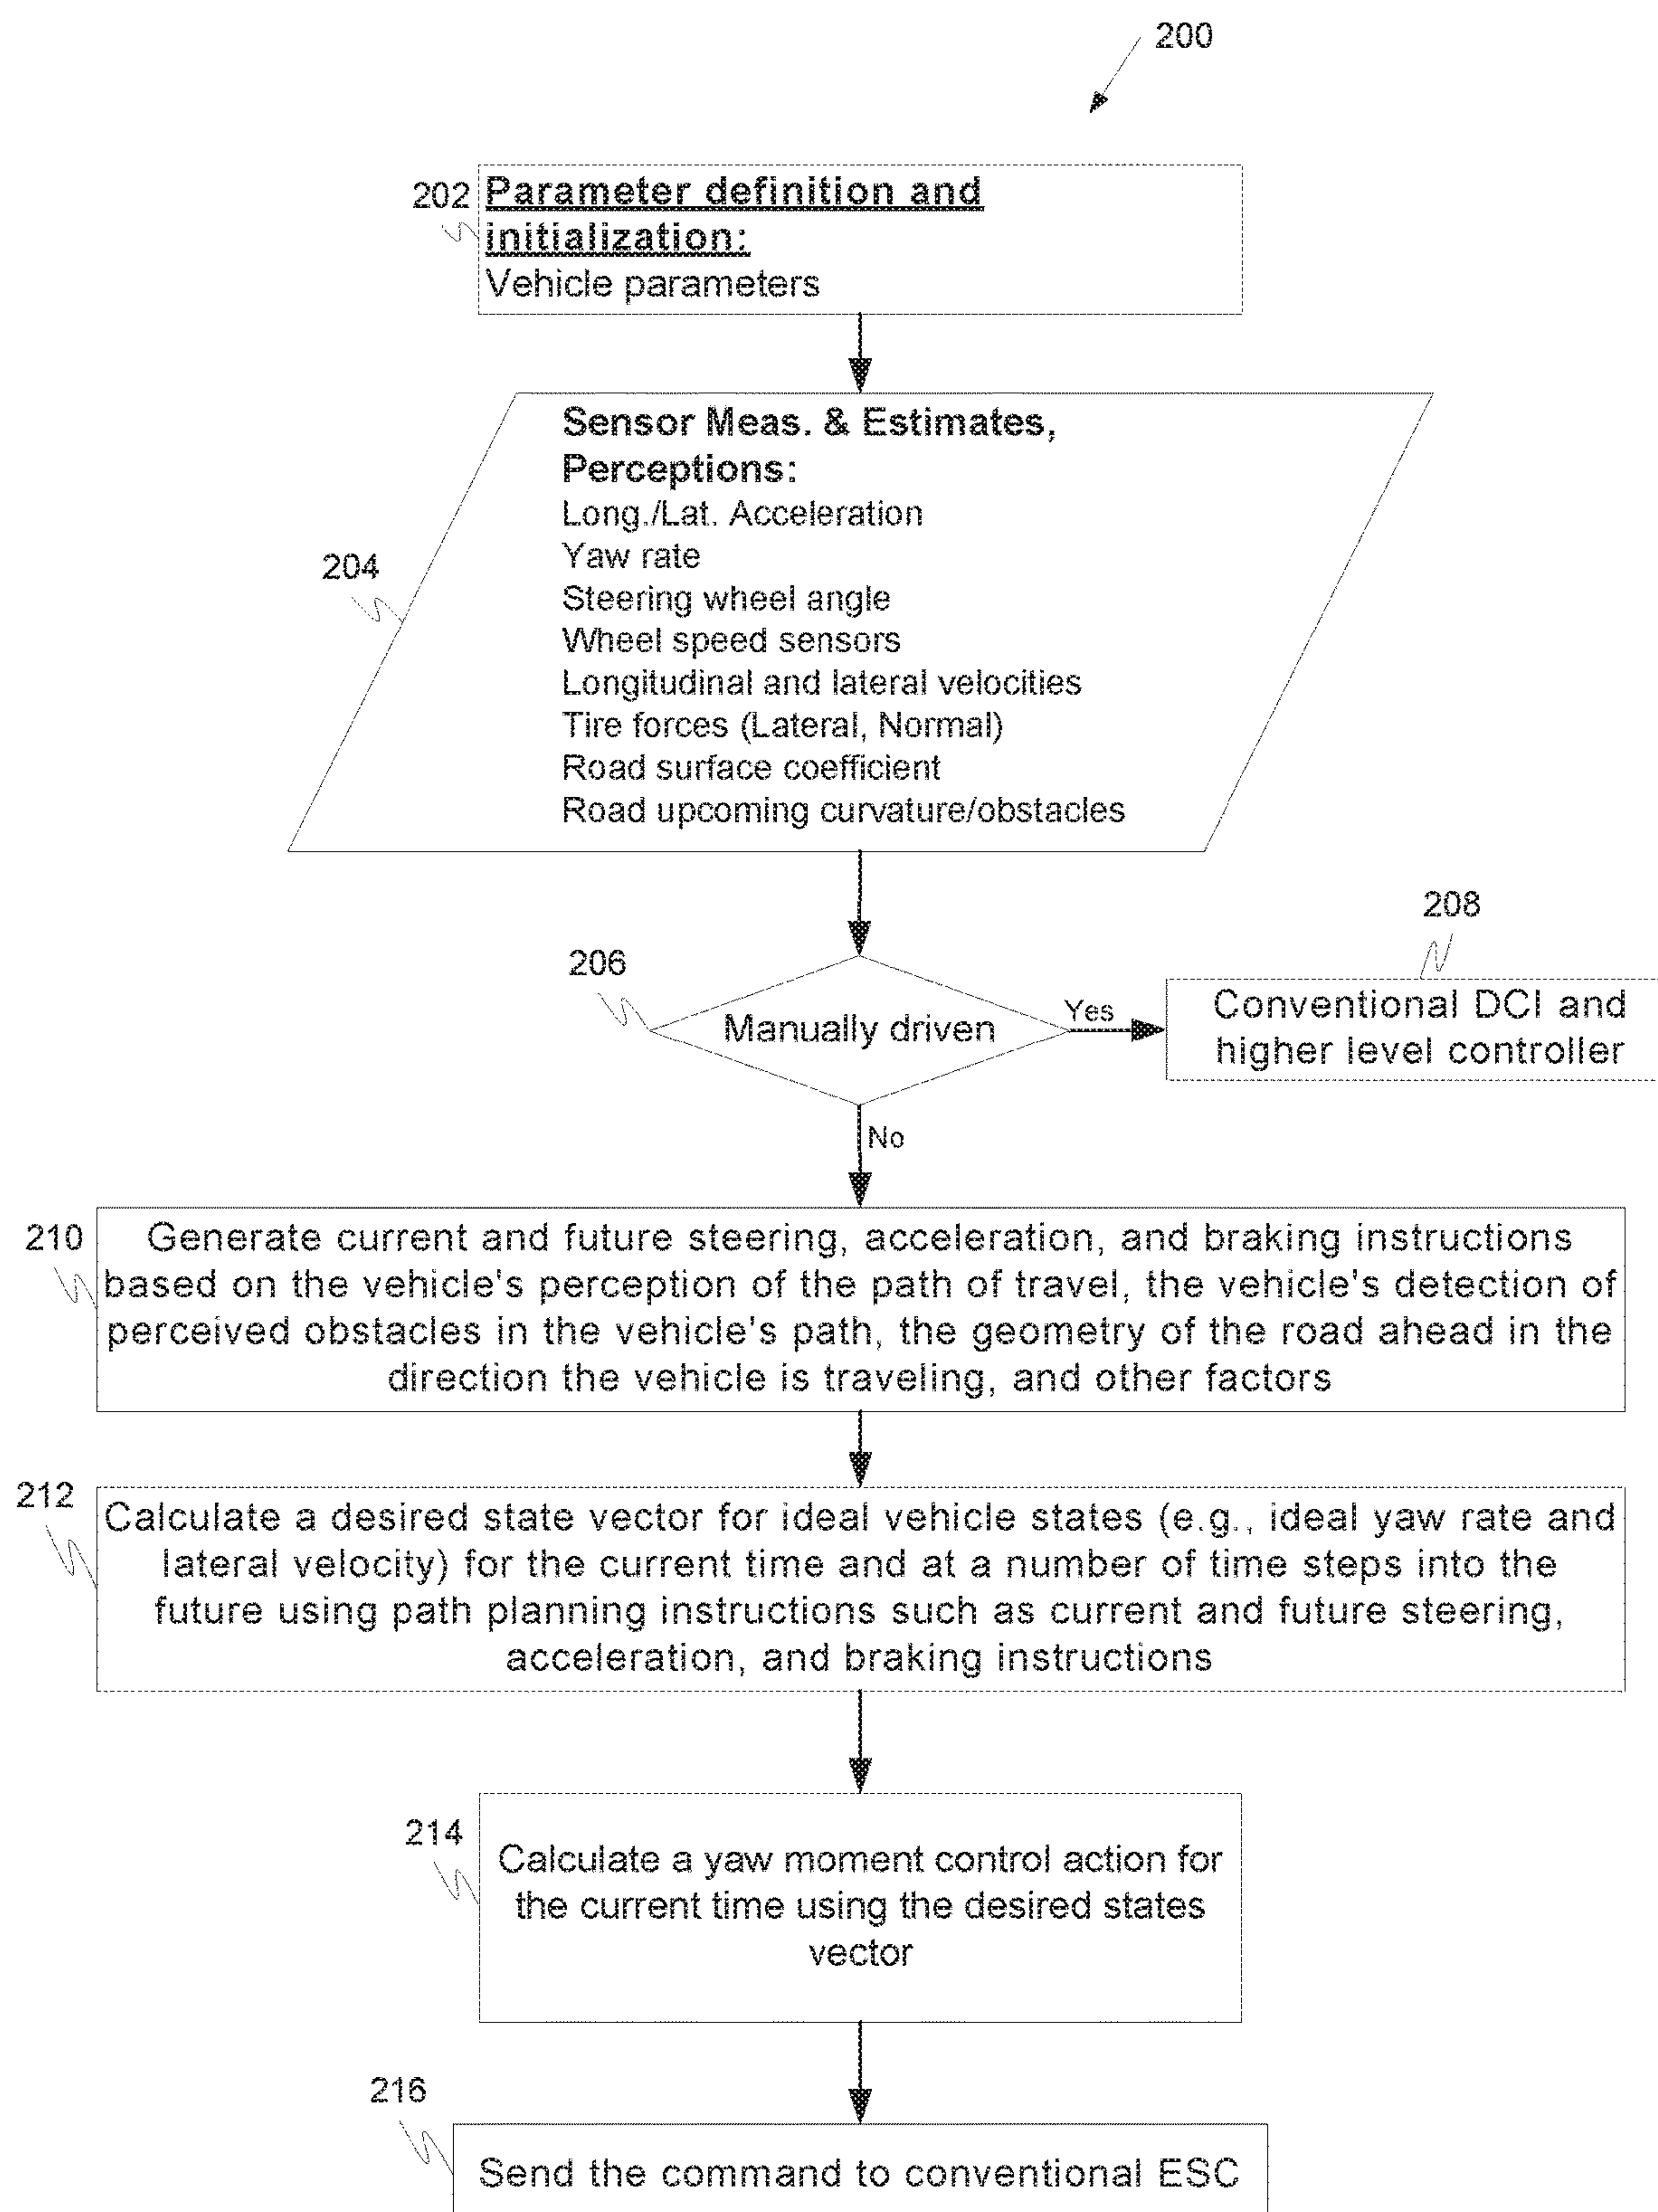 200
202
Parameter definition and
initialization:
Vehicle parameters
204
Sensor Meas. & Estimates,
Perceptions:
Long./Lat. Acceleration
Yaw rate
Steering wheel angle
Wheel speed sensors
Longitudinal and lateral velocities
Tire forces (Lateral, Normal)
Road surface coefficient
Road upcoming curvature/obstacles
206
Manually driven
Yes
208
Conventional DCI and
higher level controller
No
210
Generate current and future steering, acceleration, and braking instructions
based on the vehicle's perception of the path of travel, the vehicle's detection of
perceived obstacles in the vehicle's path, the geometry of the road ahead in the
direction the vehicle is traveling, and other factors
212
Calculate a desired state vector for ideal vehicle states (e.g., ideal yaw rate and
lateral velocity) for the current time and at a number of time steps into the
future using path planning instructions such as current and future steering,
acceleration, and braking instructions
214
Calculate a yaw moment control action for
the current time using the desired states
vector
216
Send the command to conventional ESC